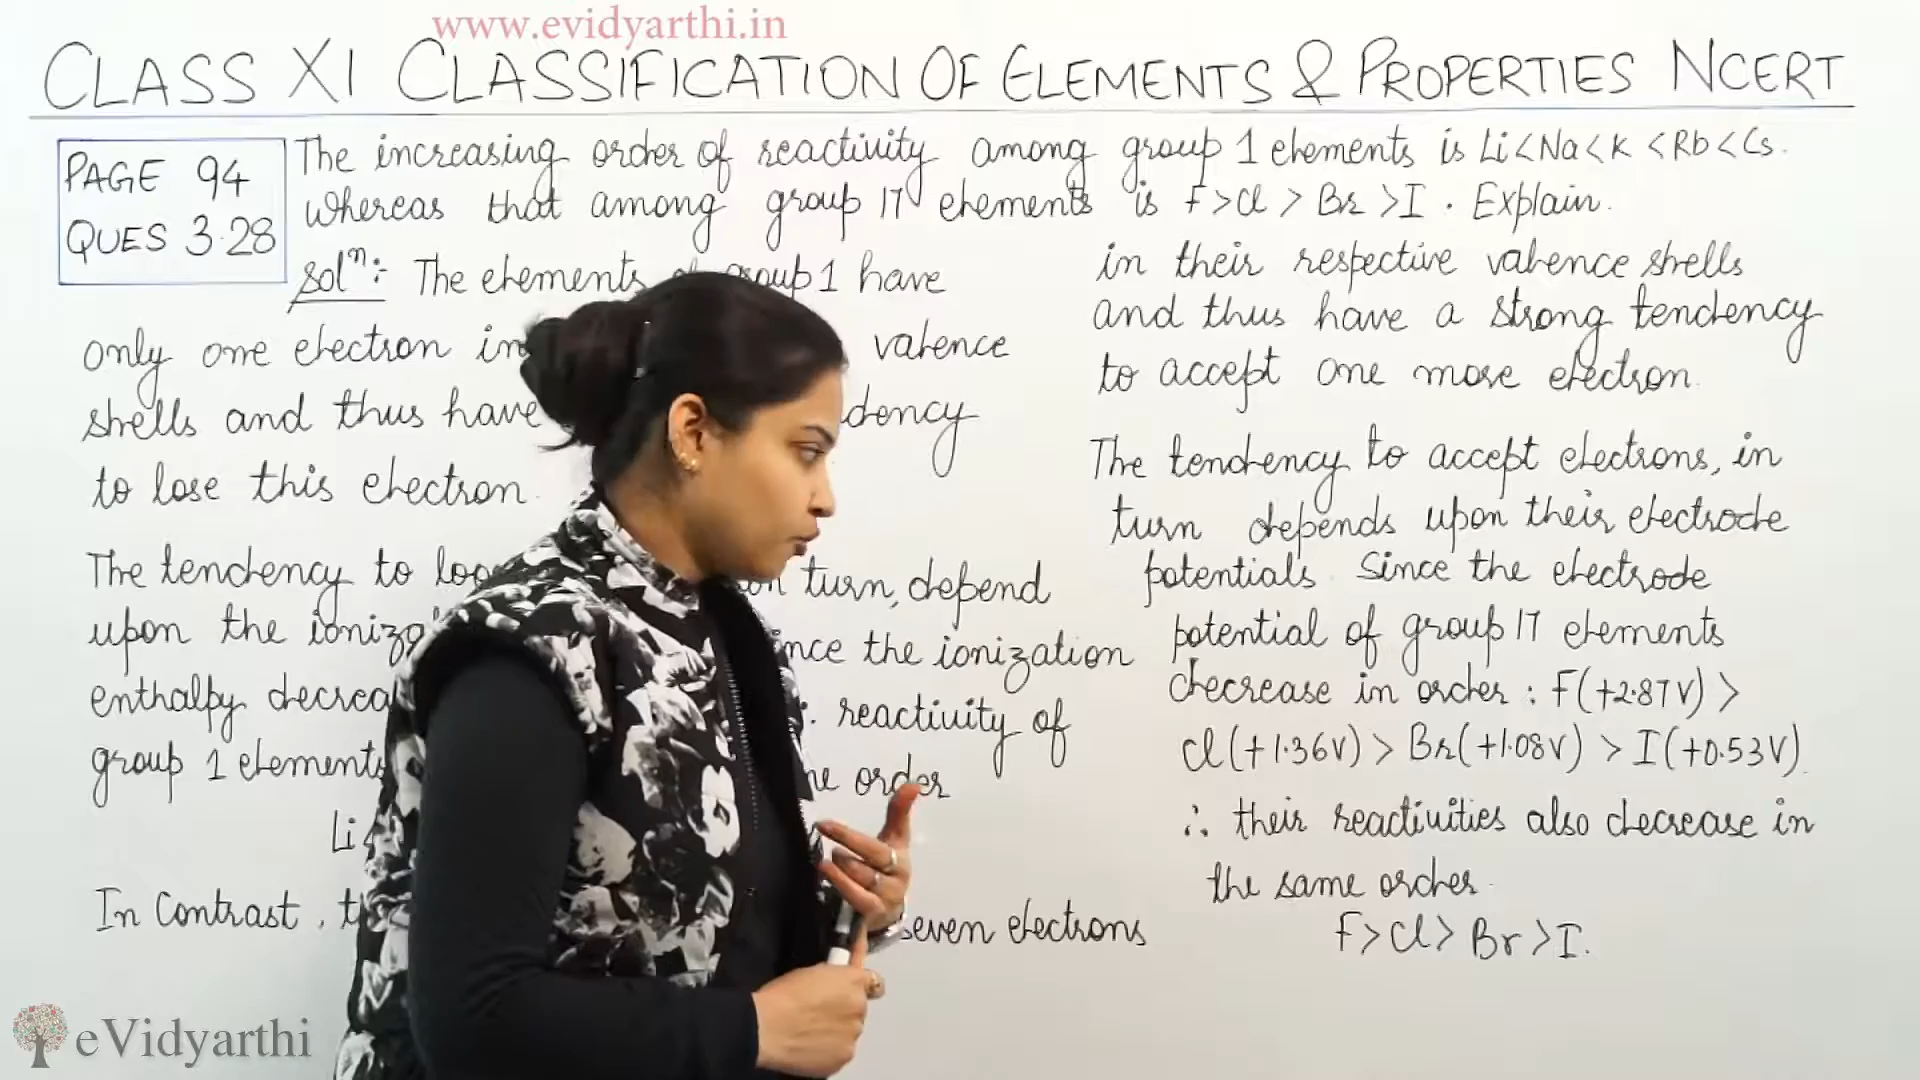 www.evidyarthi.in
CLASS XI CLASSIFICATION OF ELEMENTS & PROPERTIES NCERT
PAGE 94
QUES 3.28
The increasing order of reactivity among group 1 elements is Li<Na<K<Rb<Cs.
whereas that among group 17 elements is F>Cl>Br>I. Explain.
Solⁿ:- The elements group 1 have
only one electron in valence
shells and thus have
to lose this electron.
The tendency to turn, depend
upon the the ionization
enthalpy reactivity of
group 1 elements order
Li
In Contrast, seven electrons
in their respective valence shells
and thus have a strong tendency
to accept one more electron.
The tendency to accept electrons, in
turn depends upon their electrode
potentials. Since the electrode
potential of group 17 elements
decrease in order: F(+2.87V) >
Cl(+1.36V) > Br(+1.08V) > I(+0.53V).
∴ their reactivities also decrease in
the same order.
F>Cl>Br>I.
eVidyarthi